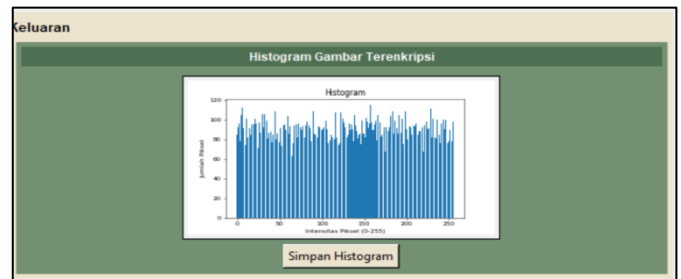 Keluaran
Histogram Gambar Terenkripsi
Histogram
120
100
80
60
40
20
0
Jumlah Piksel
0 50 100 150 200 250
Intensitas Piksel (0-255)
Simpan Histogram